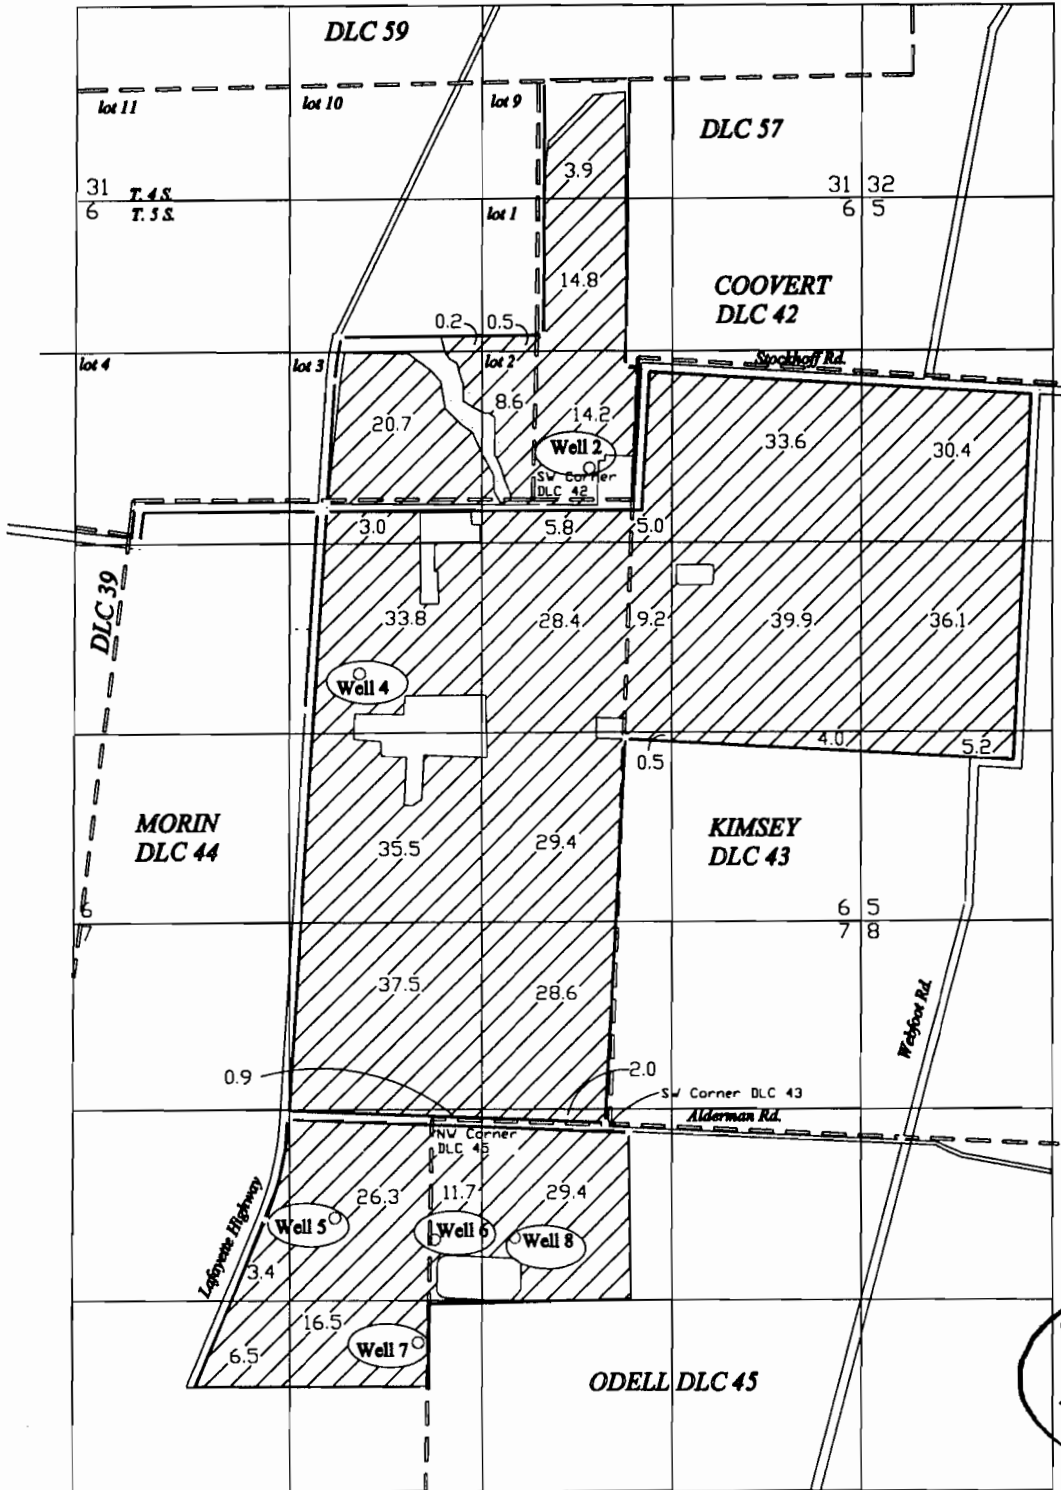 DLC 59
lot 11
lot 10
lot 9
DLC 57
3.9
31
T. 4 S.
6
T. 5 S.
31 32
6 5
lot 1
14.8
COOVERT
DLC 42
0.2
0.5
lot 4
lot 3
lot 2
Stockhoff Rd.
20.7
8.6
14.2
33.6
30.4
Well 2
SW Corner
DLC 42
3.0
5.8
5.0
DLC 39
33.8
28.4
9.2
39.9
36.1
Well 4
0.5
4.0
5.2
MORIN
DLC 44
35.5
29.4
KIMSEY
DLC 43
6
7
6 5
7 8
37.5
28.6
Webfoot Rd.
0.9
2.0
SW Corner DLC 43
Alderman Rd.
NW Corner
DLC 45
Lafayette Highway
26.3
11.7
29.4
Well 5
Well 6
Well 8
3.4
16.5
6.5
Well 7
ODELL DLC 45